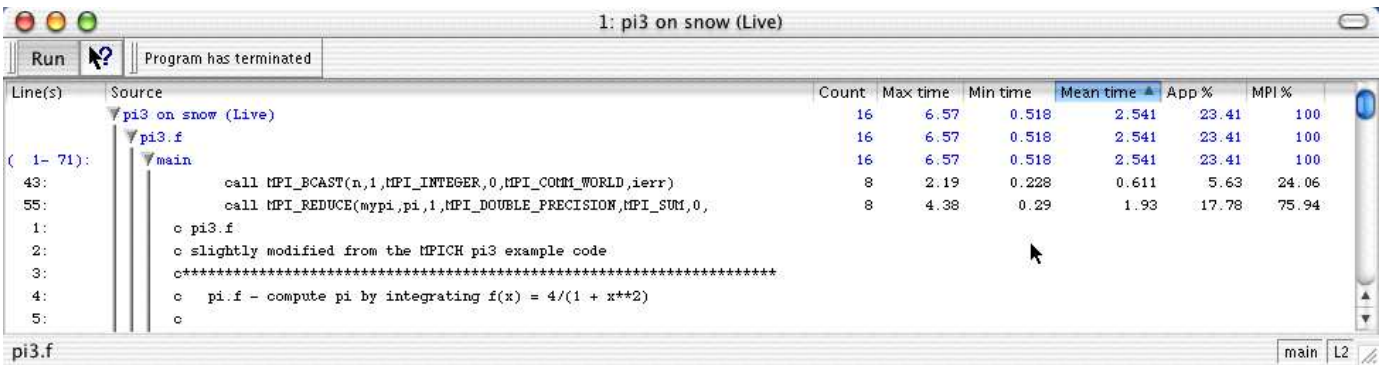 1: pi3 on snow (Live)
Run ? Program has terminated
Line(s) Source Count Max time Min time Mean time App % MPI %
pi3 on snow (Live) 16 6.57 0.518 2.541 23.41 100
pi3.f 16 6.57 0.518 2.541 23.41 100
( 1- 71): main 16 6.57 0.518 2.541 23.41 100
43: call MPI_BCAST(n,1,MPI_INTEGER,0,MPI_COMM_WORLD,ierr) 8 2.19 0.228 0.611 5.63 24.06
55: call MPI_REDUCE(mypi,pi,1,MPI_DOUBLE_PRECISION,MPI_SUM,0, 8 4.38 0.29 1.93 17.78 75.94
1: c pi3.f
2: c slightly modified from the MPICH pi3 example code
3: c**********************************************************************
4: c pi.f - compute pi by integrating f(x) = 4/(1 + x**2)
5: c
pi3.f main L2